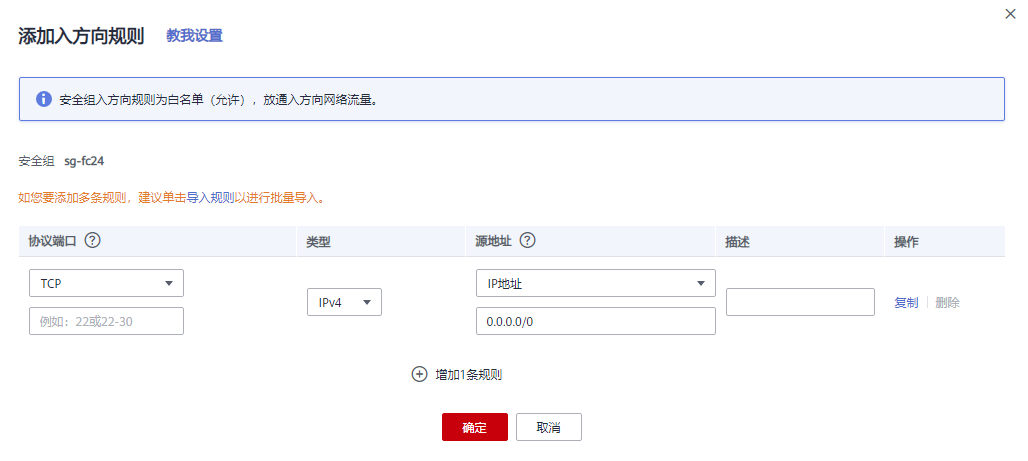 添加入方向规则 教我设置
安全组入方向规则为白名单（允许），放通入方向网络流量。
安全组 sg-fc24
如您要添加多条规则，建议单击导入规则以进行批量导入。
协议端口 ? 类型 源地址 ? 描述 操作
TCP IP地址
IPv4 复制 删除
例如：22或22-30 0.0.0.0/0
增加1条规则
确定 取消